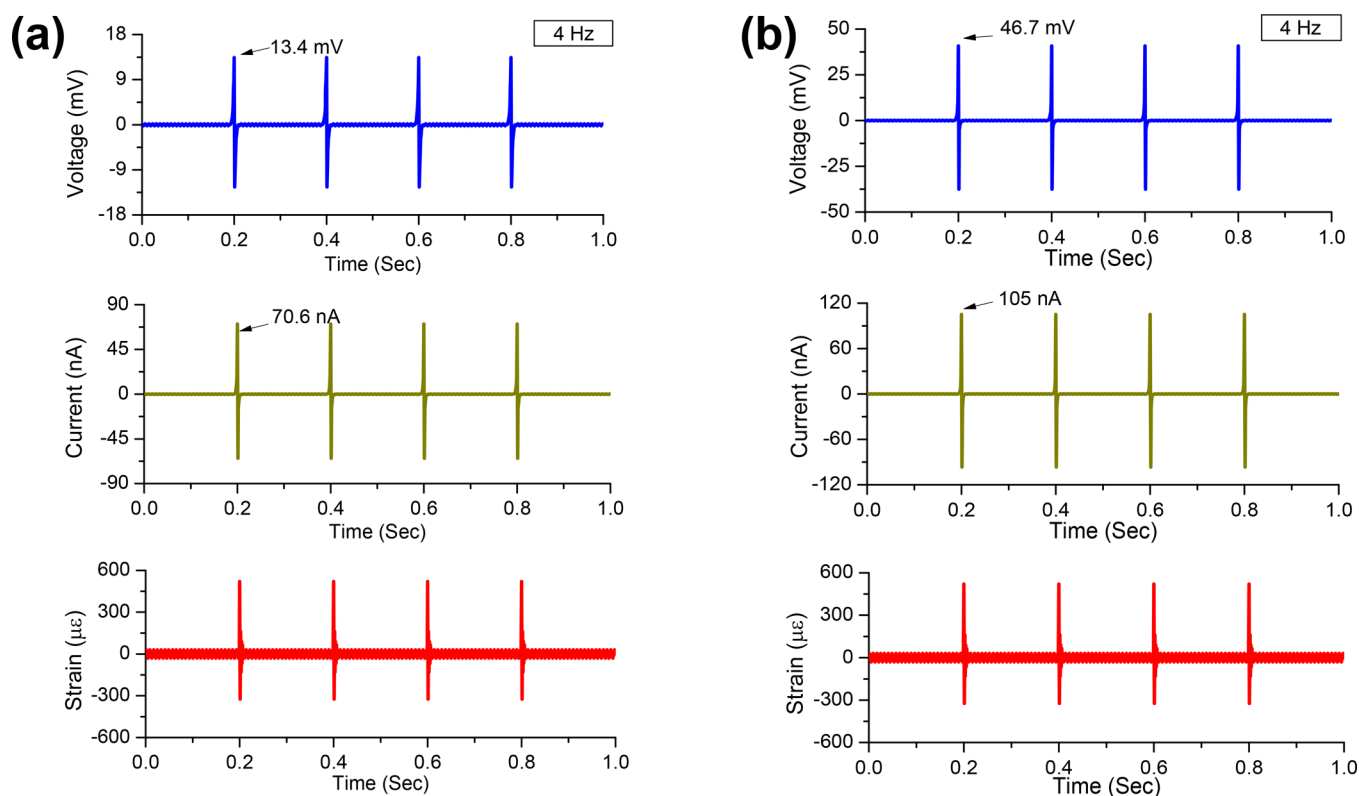 (a)
4 Hz
13.4 mV
18
9
0
-9
-18
Voltage (mV)
0.0 0.2 0.4 0.6 0.8 1.0
Time (Sec)
70.6 nA
90
45
0
-45
-90
Current (nA)
0.0 0.2 0.4 0.6 0.8 1.0
Time (Sec)
600
300
0
-300
-600
Strain (με)
0.0 0.2 0.4 0.6 0.8 1.0
Time (Sec)
(b)
4 Hz
46.7 mV
50
25
0
-25
-50
Voltage (mV)
0.0 0.2 0.4 0.6 0.8 1.0
Time (Sec)
105 nA
120
60
0
-60
-120
Current (nA)
0.0 0.2 0.4 0.6 0.8 1.0
Time (Sec)
600
300
0
-300
-600
Strain (με)
0.0 0.2 0.4 0.6 0.8 1.0
Time (Sec)